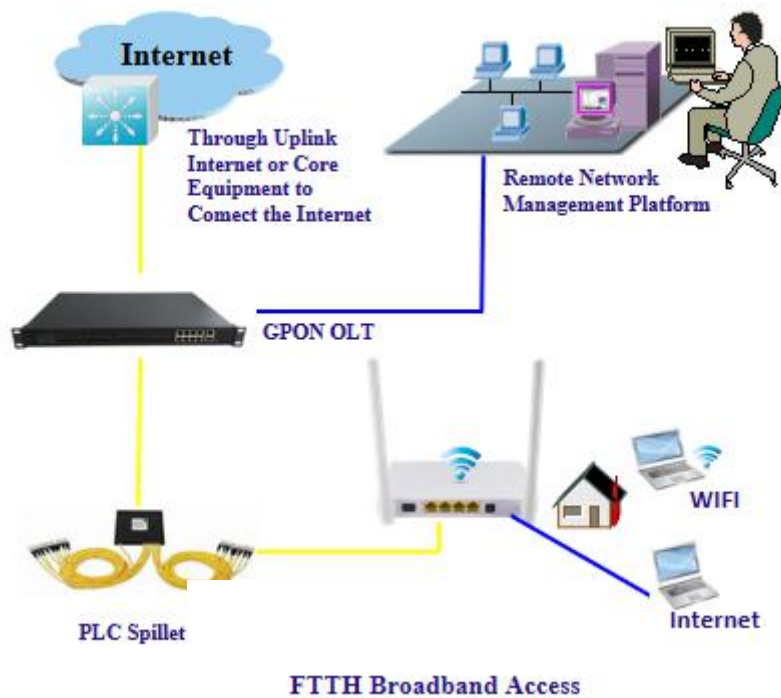 Internet
Through Uplink
Internet or Core
Equipment to
Comect the Internet
Remote Network
Management Platform
GPON OLT
WIFI
Internet
PLC Spillet
FTTH Broadband Access